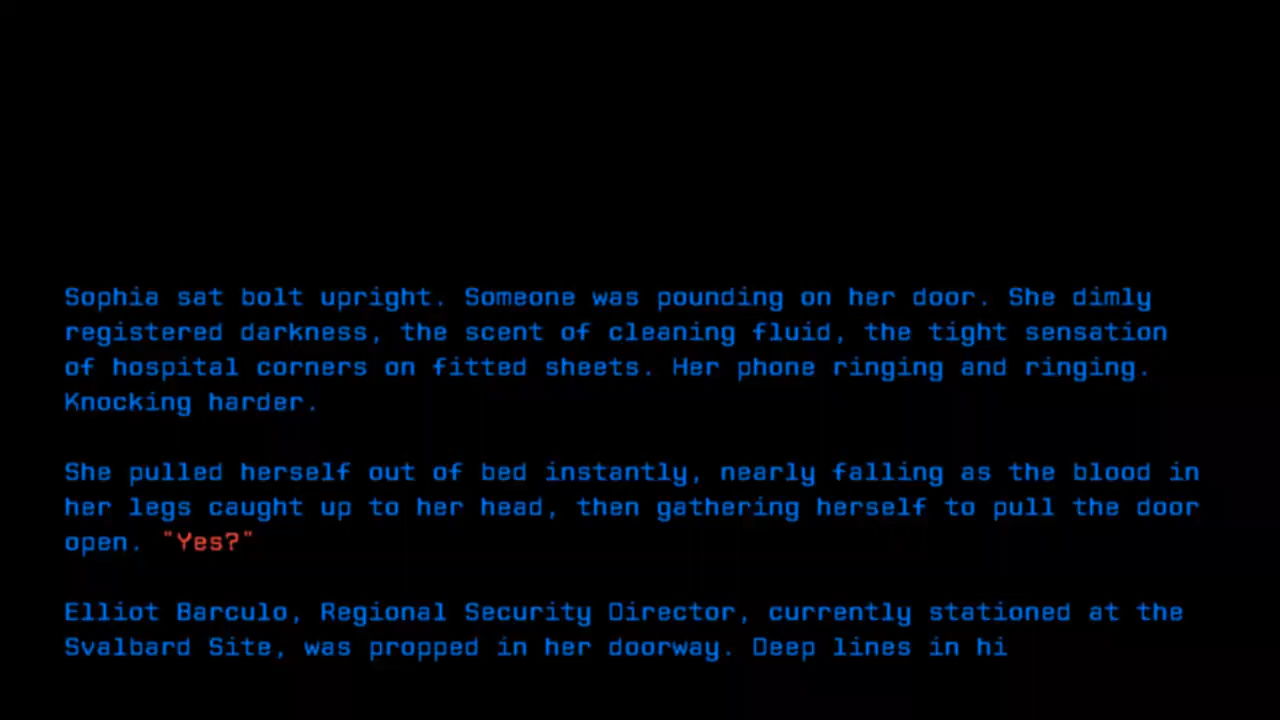 Sophia sat bolt upright. Someone was pounding on her door. She dimly
registered darkness, the scent of cleaning fluid, the tight sensation
of hospital corners on fitted sheets. Her phone ringing and ringing.
Knocking harder.
She pulled herself out of bed instantly, nearly falling as the blood in
her legs caught up to her head, then gathering herself to pull the door
open. "Yes?"
Elliot Barculo, Regional Security Director, currently stationed at the
Svalbard Site, was propped in her doorway. Deep lines in hi